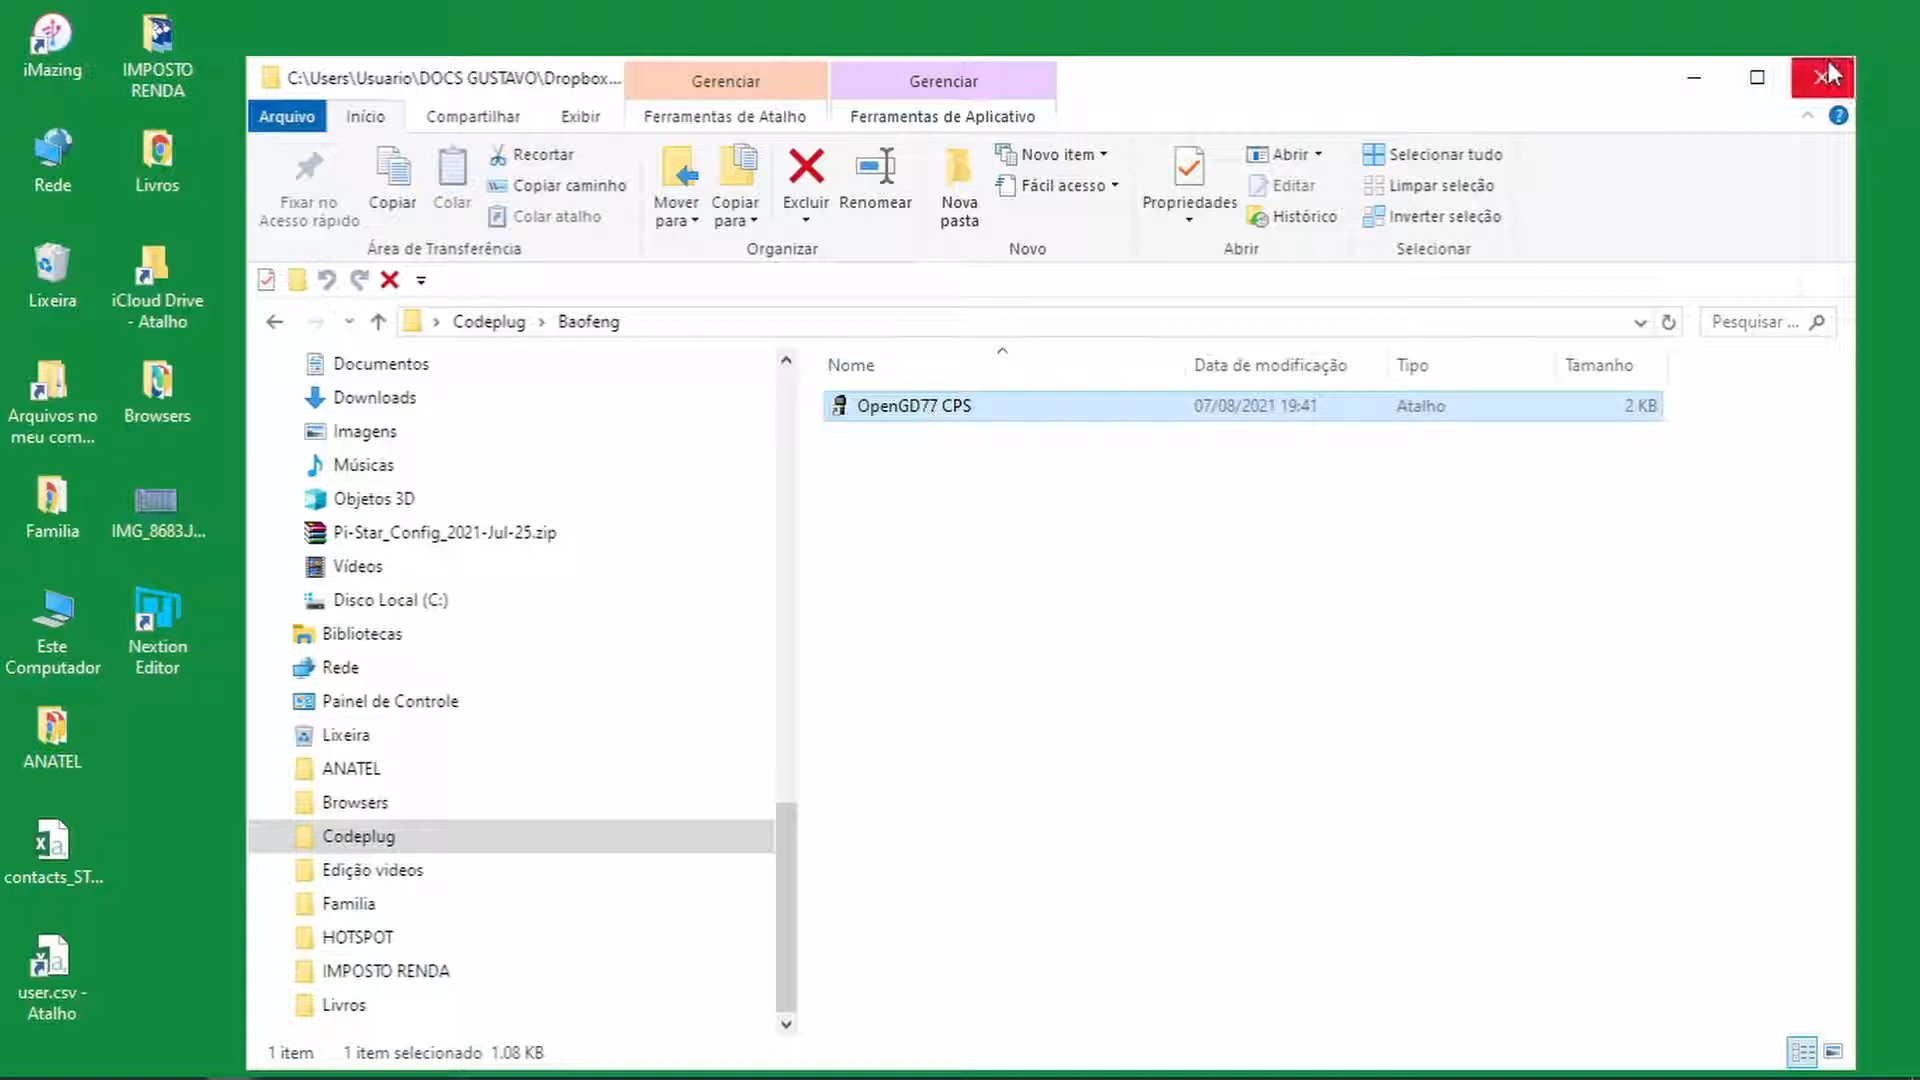 iMazing
IMPOSTO
RENDA
Rede
Livros
Lixeira
iCloud Drive
- Atalho
Arquivos no
meu com...
Browsers
Familia
IMG_8683.J...
Este
Computador
Nextion
Editor
ANATEL
contacts_ST...
user.csv -
Atalho
C:\Users\Usuario\DOCS GUSTAVO\Dropbox...
Gerenciar
Gerenciar
Arquivo
Início
Compartilhar
Exibir
Ferramentas de Atalho
Ferramentas de Aplicativo
Fixar no
Acesso rápido
Copiar
Colar
Recortar
Copiar caminho
Colar atalho
Área de Transferência
Mover
para
Copiar
para
Excluir
Renomear
Organizar
Nova
pasta
Novo item
Fácil acesso
Novo
Propriedades
Abrir
Editar
Histórico
Abrir
Selecionar tudo
Limpar seleção
Inverter seleção
Selecionar
Codeplug
Baofeng
Pesquisar ...
Documentos
Downloads
Imagens
Músicas
Objetos 3D
Pi-Star_Config_2021-Jul-25.zip
Vídeos
Disco Local (C:)
Bibliotecas
Rede
Painel de Controle
Lixeira
ANATEL
Browsers
Codeplug
Edição videos
Familia
HOTSPOT
IMPOSTO RENDA
Livros
Nome
Data de modificação
Tipo
Tamanho
OpenGD77 CPS
07/08/2021 19:41
Atalho
2 KB
1 item
1 item selecionado 1.08 KB